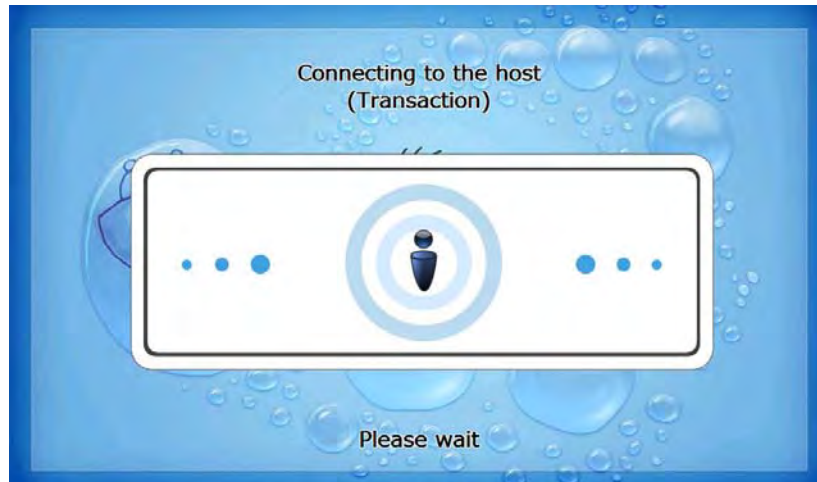 Connecting to the host
(Transaction)
Please wait